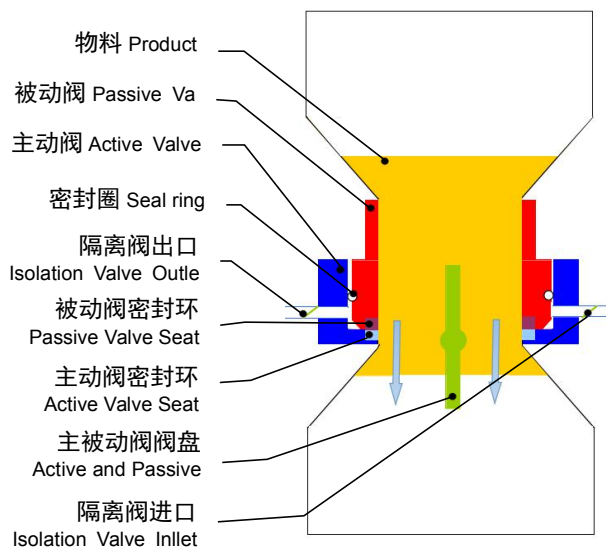 物料 Product
被动阀 Passive Va
主动阀 Active Valve
密封圈 Seal ring
隔离阀出口
Isolation Valve Outle
被动阀密封环
Passive Valve Seat
主动阀密封环
Active Valve Seat
主被动阀阀盘
Active and Passive
隔离阀进口
Isolation Valve Inllet